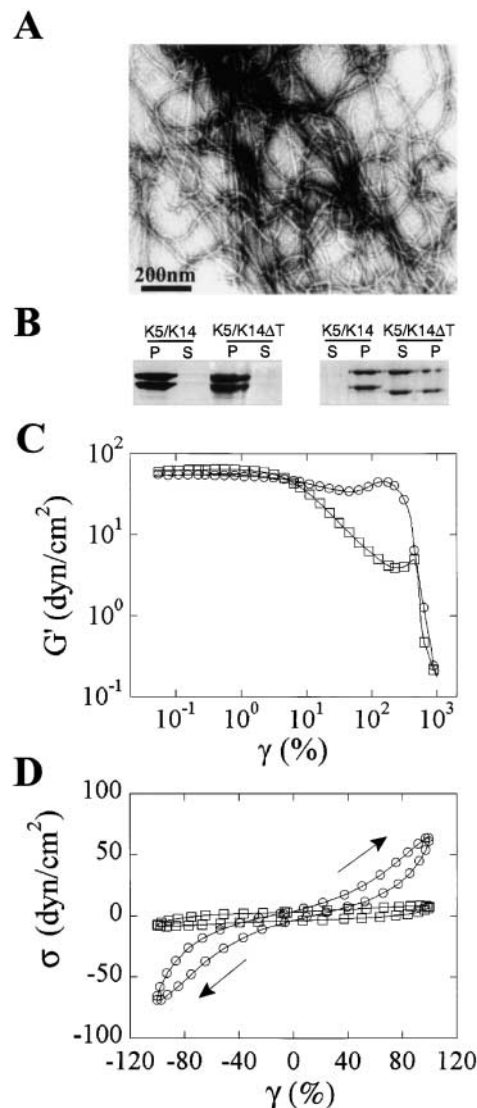 A
200nm
B
K5/K14 K5/K14ΔT K5/K14 K5/K14ΔT
P S P S S P S P
C
10² 
10¹
10⁰
10⁻¹
G' (dyn/cm²)
10⁻¹ 10⁰ 10¹ 10² 10³
γ (%)
D
100
50
0
-50
-100
σ (dyn/cm²)
-120 -80 -40 0 40 80 120
γ (%)